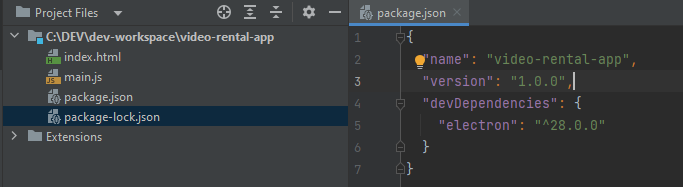 Project Files
C:\DEV\dev-workspace\video-rental-app
index.html
main.js
package.json
package-lock.json
Extensions
package.json
1 {
2 "name": "video-rental-app",
3 "version": "1.0.0",
4 "devDependencies": {
5 "electron": "^28.0.0"
6 }
7 }